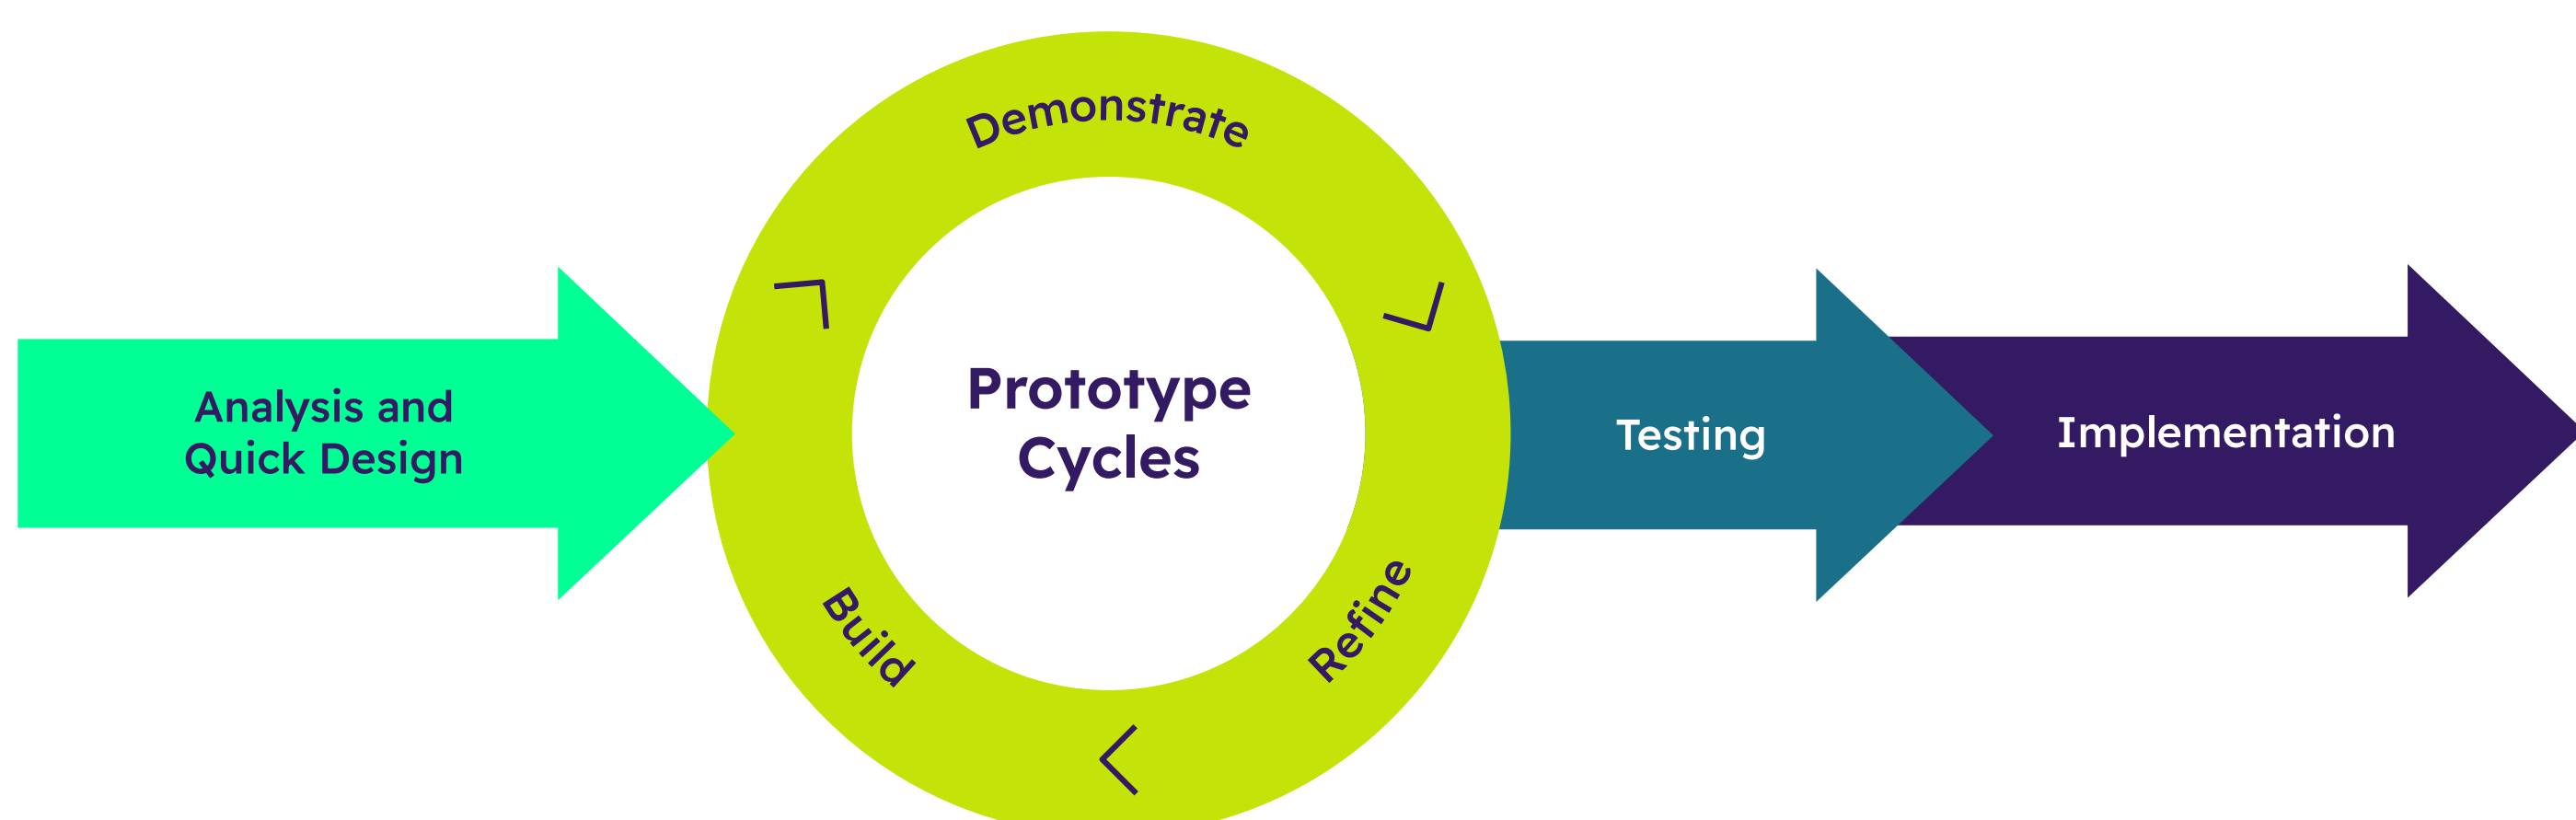 Analysis and
Quick Design
Demonstrate
Prototype
Cycles
Build
Refine
Testing
Implementation